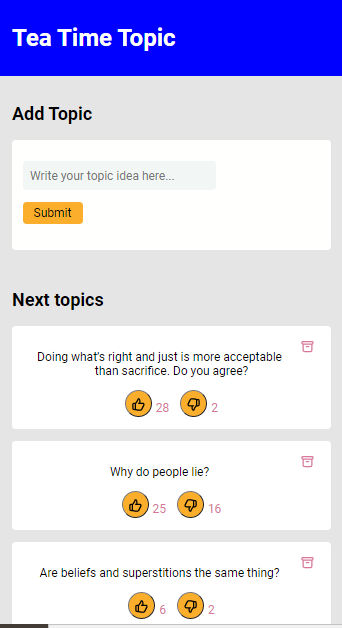 Tea Time Topic
Add Topic
Write your topic idea here...
Submit
Next topics
Doing what's right and just is more acceptable
than sacrifice. Do you agree?
28 2
Why do people lie?
25 16
Are beliefs and superstitions the same thing?
6 2